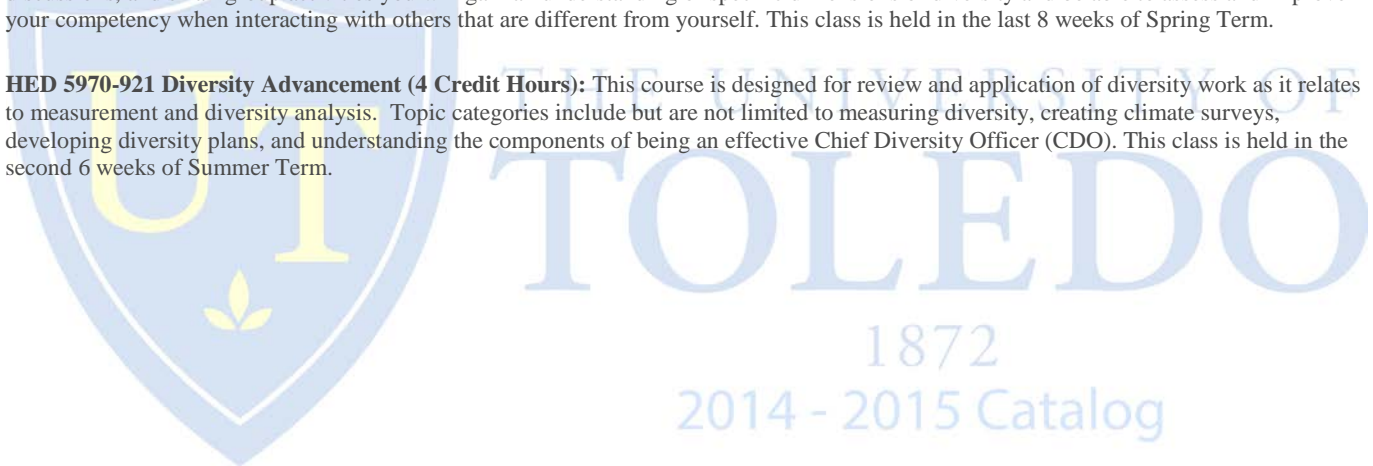 your competency when interacting with others that are different from yourself. This class is held in the last 8 weeks of Spring Term.
HED 5970-921 Diversity Advancement (4 Credit Hours): This course is designed for review and application of diversity work as it relates
to measurement and diversity analysis. Topic categories include but are not limited to measuring diversity, creating climate surveys,
developing diversity plans, and understanding the components of being an effective Chief Diversity Officer (CDO). This class is held in the
second 6 weeks of Summer Term.
UT
THE UNIVERSITY OF
TOLEDO
1872
2014 - 2015 Catalog